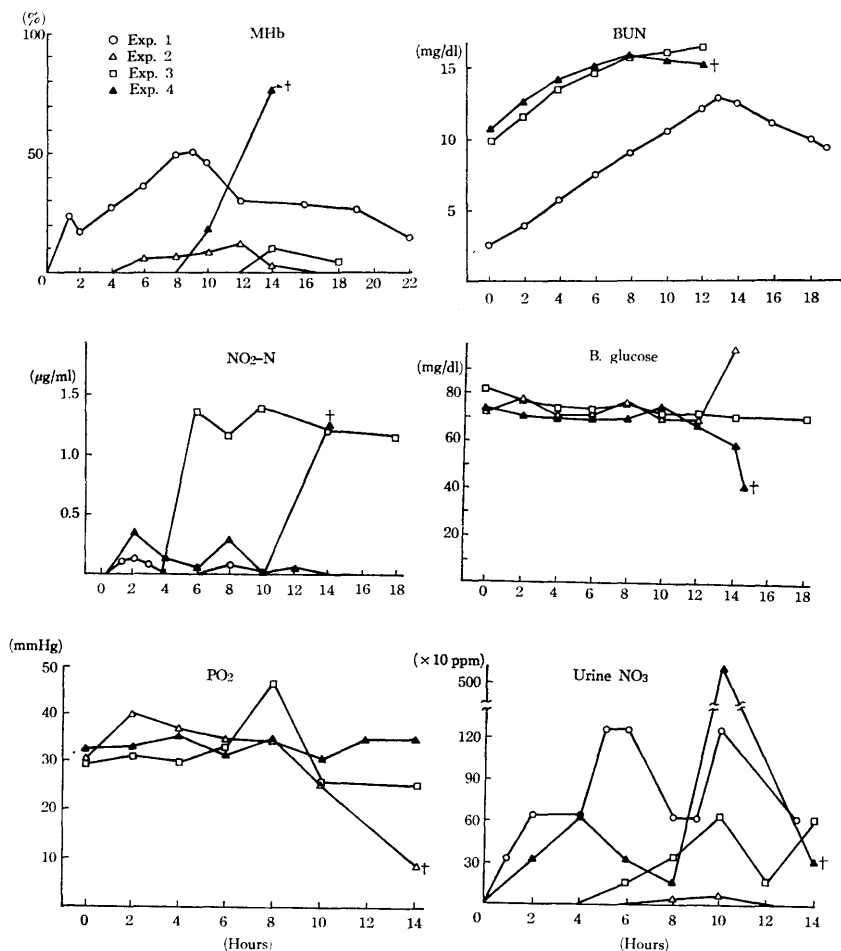 (%)
MHb
100
50
0
Exp. 1
Exp. 2
Exp. 3
Exp. 4
†
2 4 6 8 10 12 14 16 18 20 22
BUN
(mg/dl)
15
10
5
†
0 2 4 6 8 10 12 14 16 18
NO₂-N
(μg/ml)
1.5
1.0
0.5
†
0 2 4 6 8 10 12 14 16 18
B. glucose
(mg/dl)
80
60
40
20
†
0 2 4 6 8 10 12 14 16 18
(mmHg)
PO₂
50
40
30
20
10
†
0 2 4 6 8 10 12 14
(Hours)
(× 10 ppm)
Urine NO₃
500
120
90
60
30
†
0 2 4 6 8 10 12 14
(Hours)